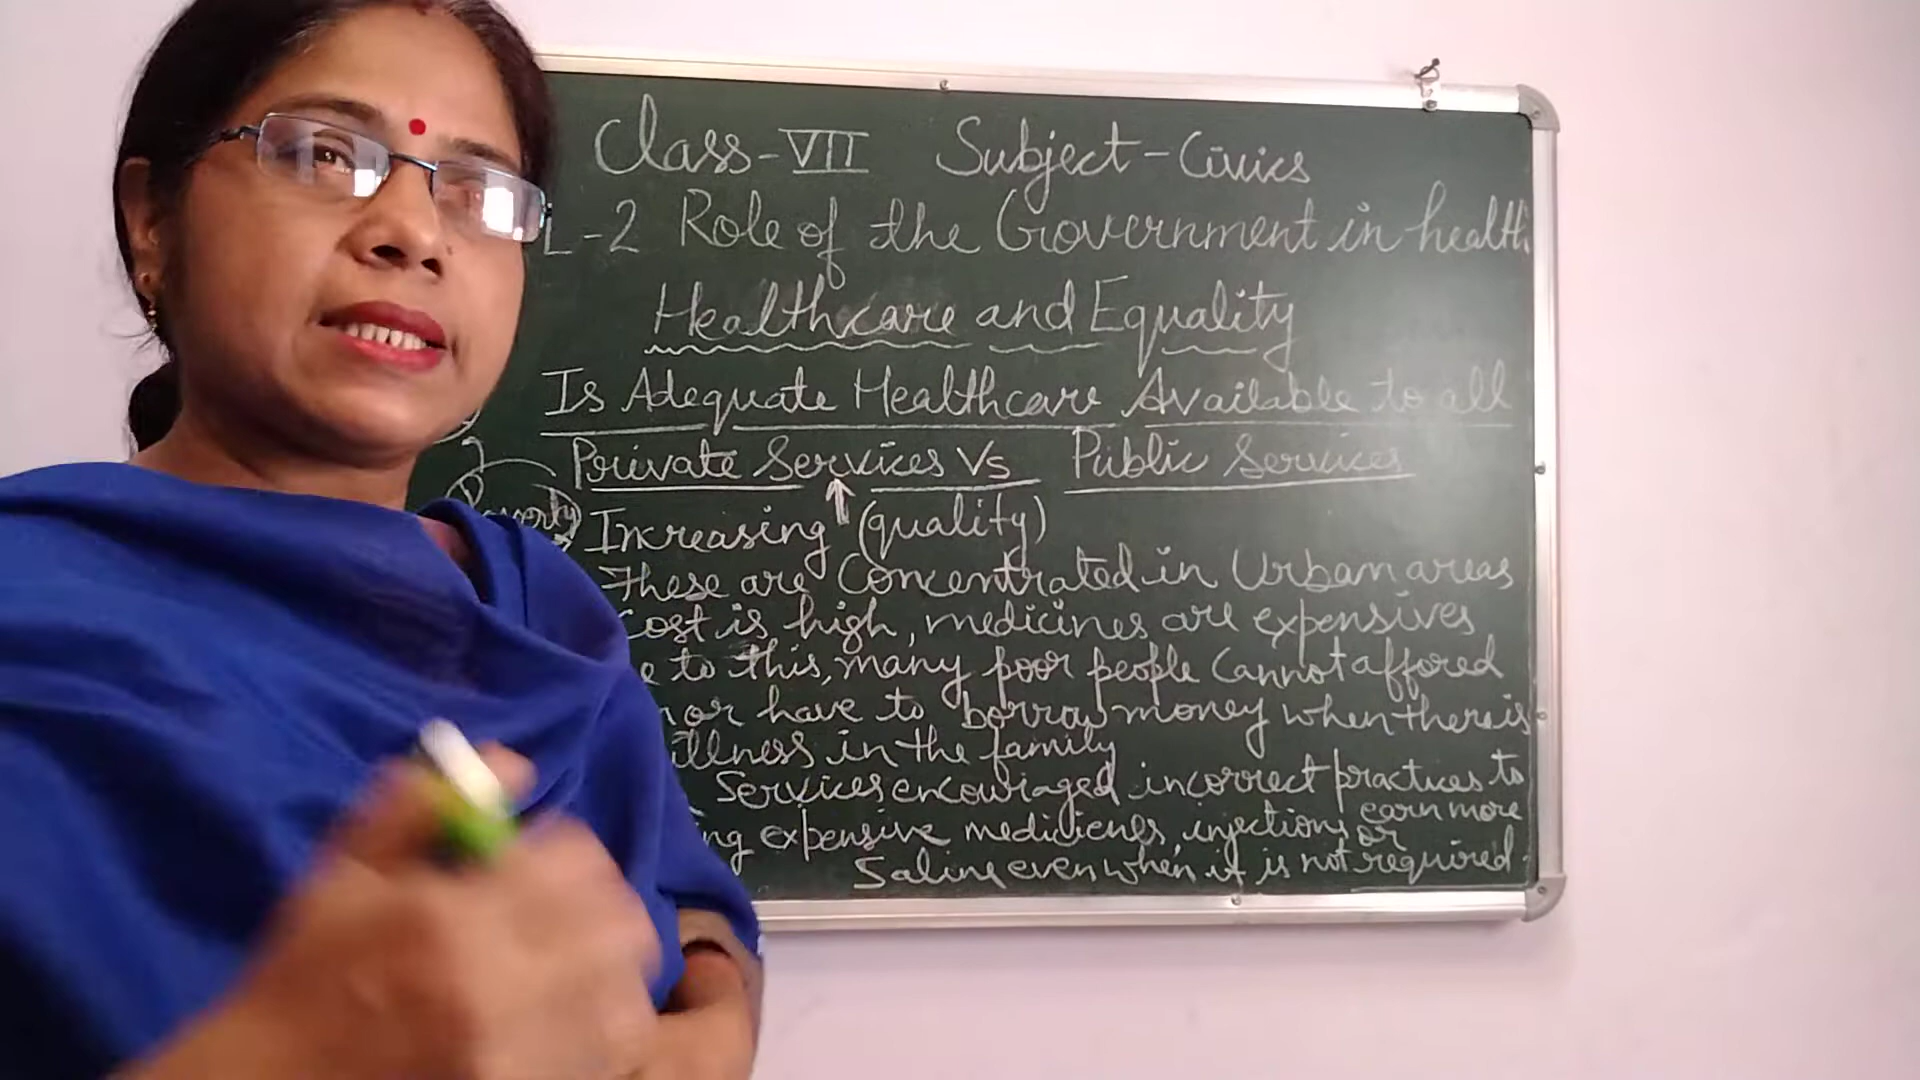 Class-VII Subject-Civics
L-2 Role of the Government in health
Healthcare and Equality
Is Adequate Healthcare Available to all
Private Services Vs Public Services
Increasing (quality)
These are Concentrated in Urban areas
Cost is high, medicines are expensives
to this, many poor people Cannot afford
or have to borrow money when there is
illness in the family
Services encouraged incorrect practices to
earn more
expensive medicienes, injections or
Saline even when it is not required.